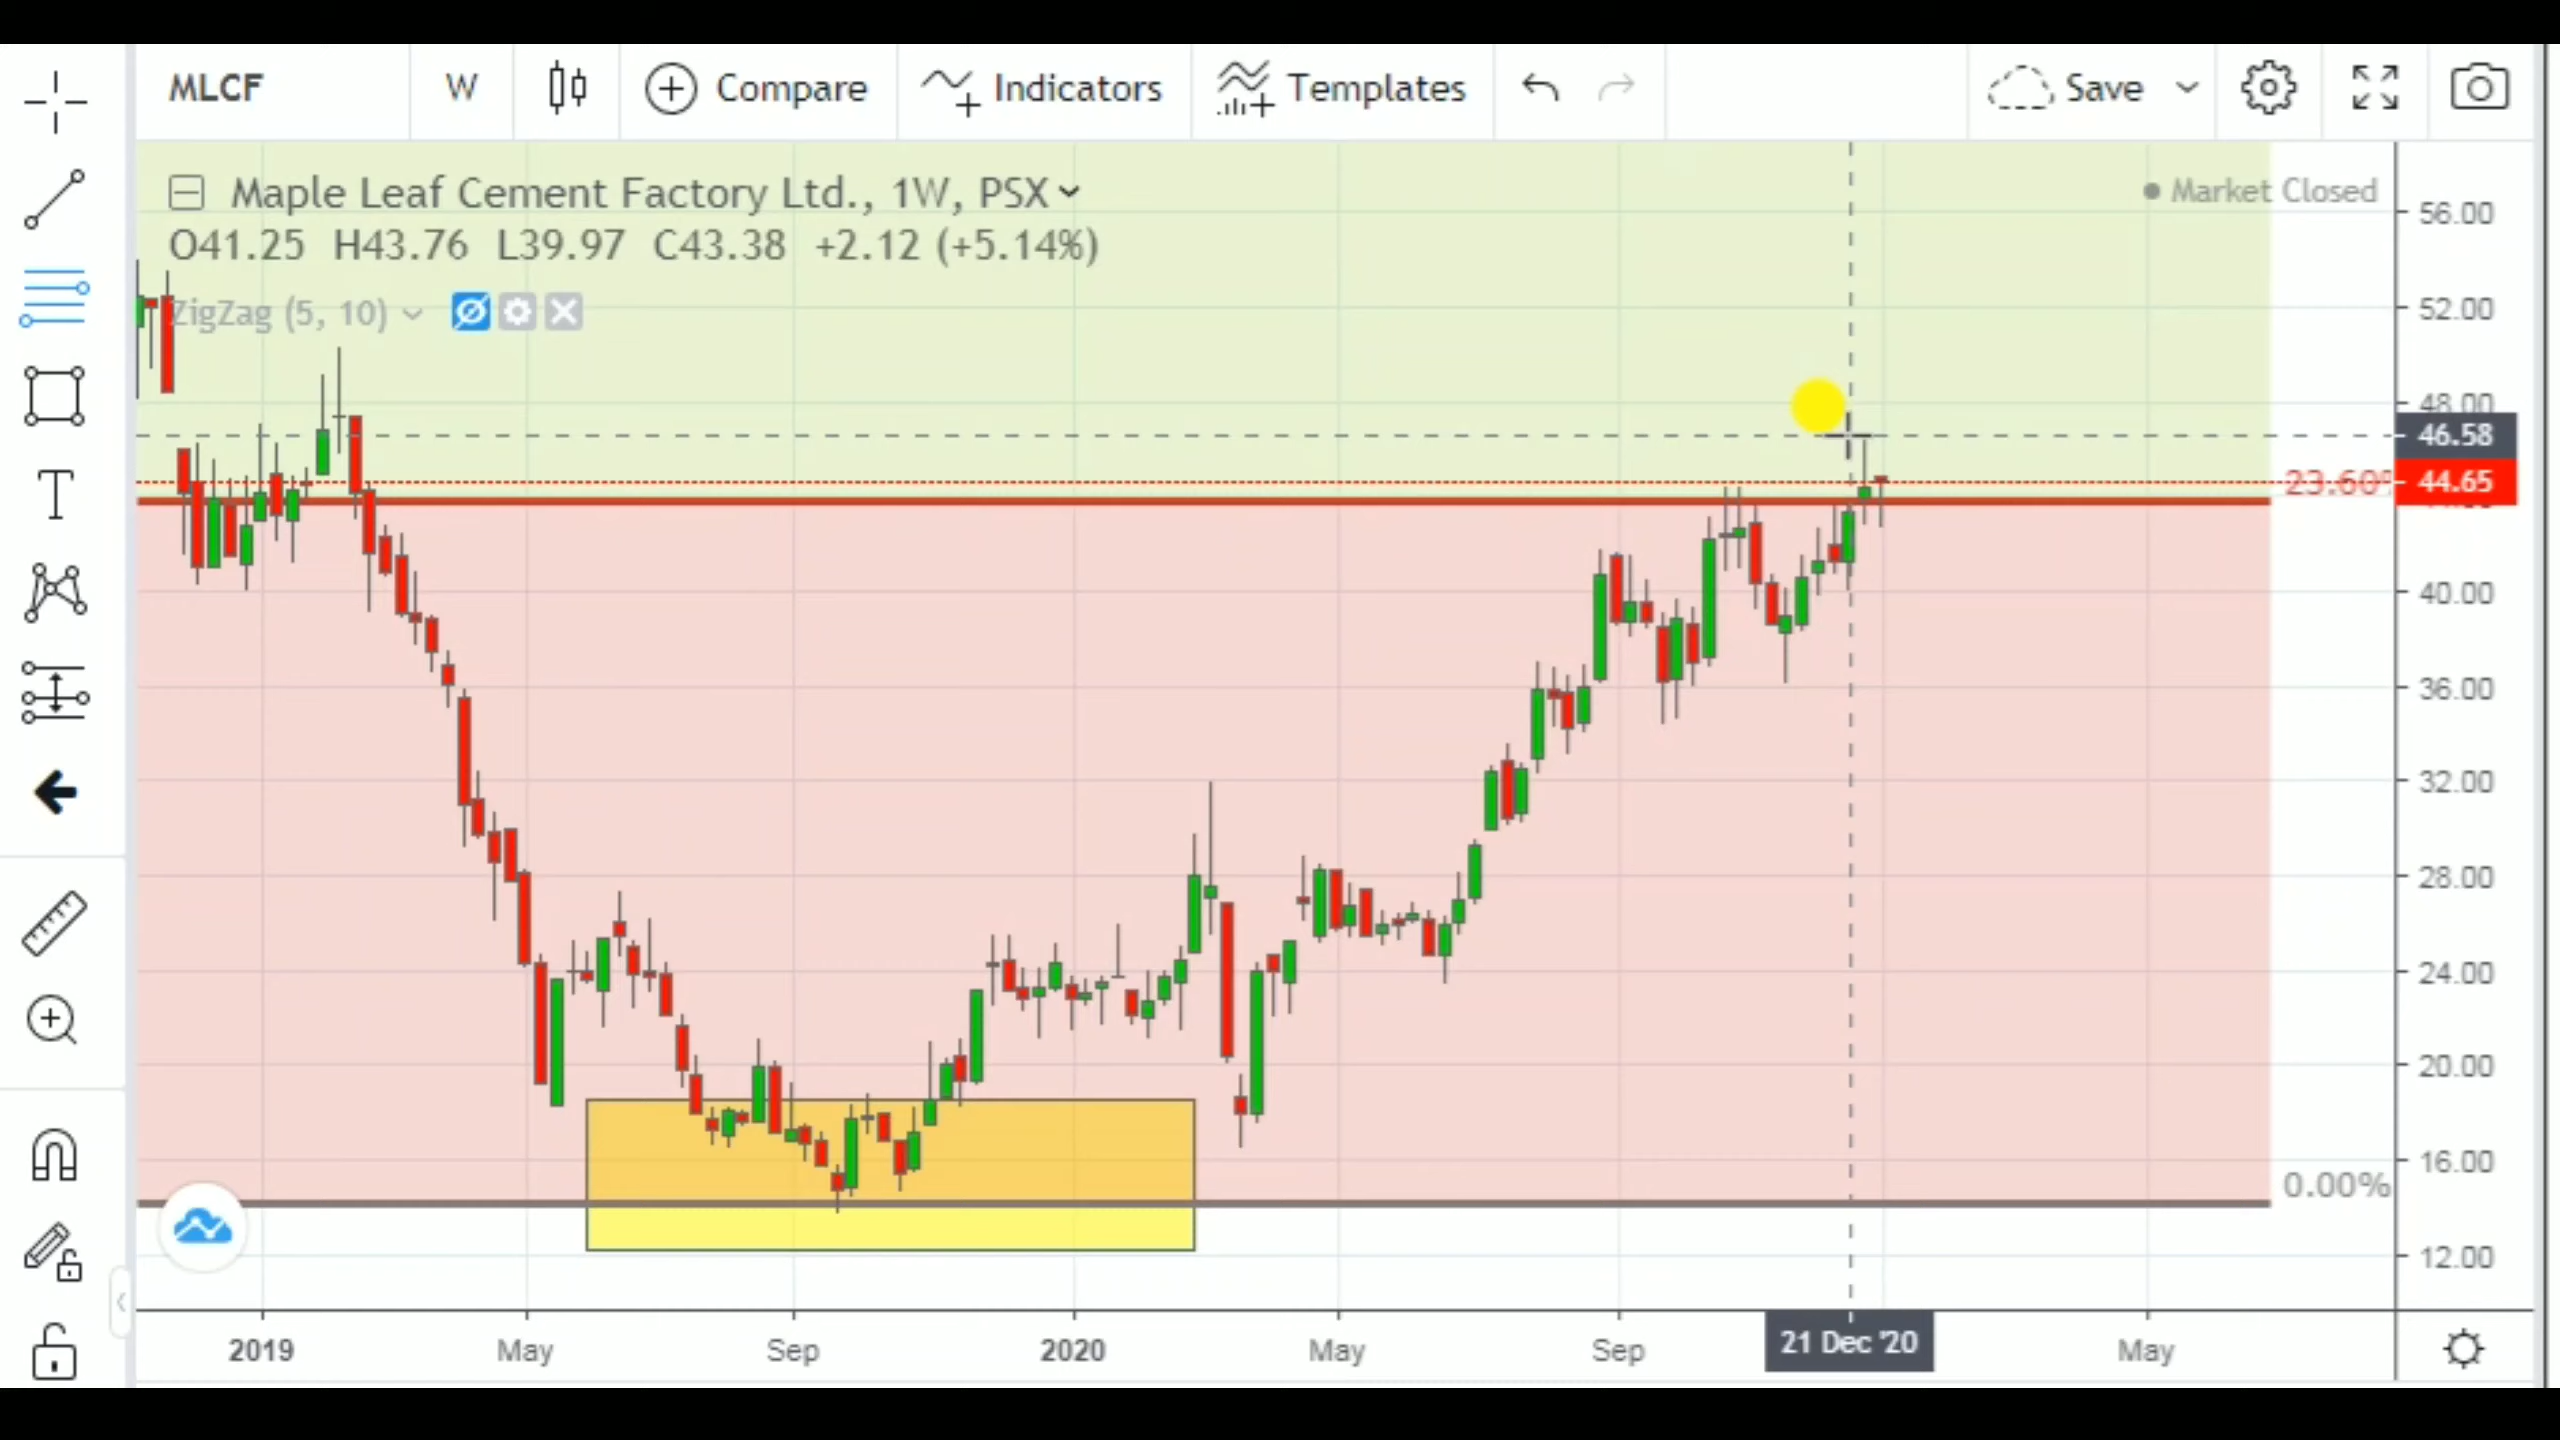 MLCF W Compare Indicators Templates Save
Maple Leaf Cement Factory Ltd., 1W, PSX
Market Closed
O41.25 H43.76 L39.97 C43.38 +2.12 (+5.14%)
ZigZag (5, 10)
56.00
52.00
48.00
46.58
23.60%
44.65
40.00
36.00
32.00
28.00
24.00
20.00
16.00
0.00%
12.00
2019 May Sep 2020 May Sep 21 Dec '20 May